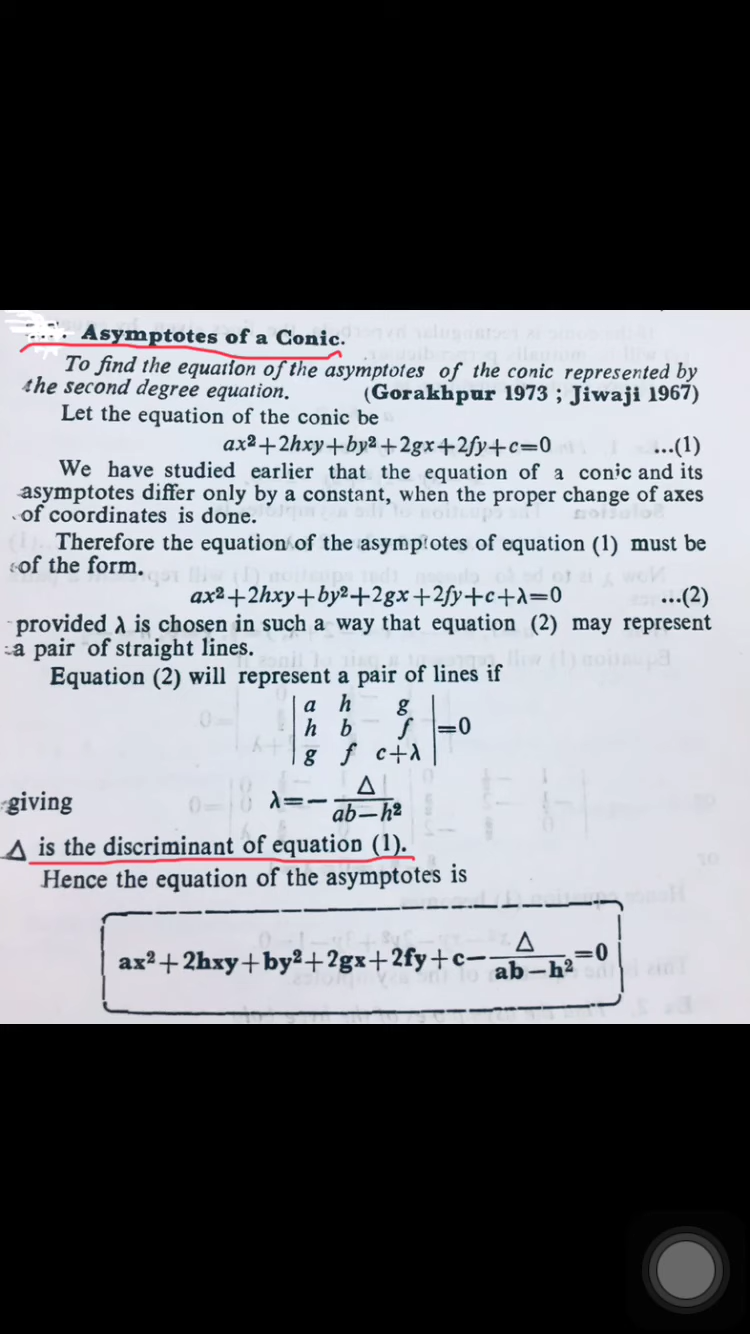 Asymptotes of a Conic.
To find the equation of the asymptotes of the conic represented by
the second degree equation. (Gorakhpur 1973 ; Jiwaji 1967)
Let the equation of the conic be
ax²+2hxy+by²+2gx+2fy+c=0 ...(1)
We have studied earlier that the equation of a conic and its
asymptotes differ only by a constant, when the proper change of axes
of coordinates is done.
Therefore the equation of the asymptotes of equation (1) must be
of the form.
ax²+2hxy+by²+2gx+2fy+c+λ=0 ...(2)
provided λ is chosen in such a way that equation (2) may represent
a pair of straight lines.
Equation (2) will represent a pair of lines if
| a h g |
| h b f |=0
| g f c+λ |
giving λ=− Δ / ab−h²
Δ is the discriminant of equation (1).
Hence the equation of the asymptotes is
ax²+2hxy+by²+2gx+2fy+c− Δ / ab−h² =0